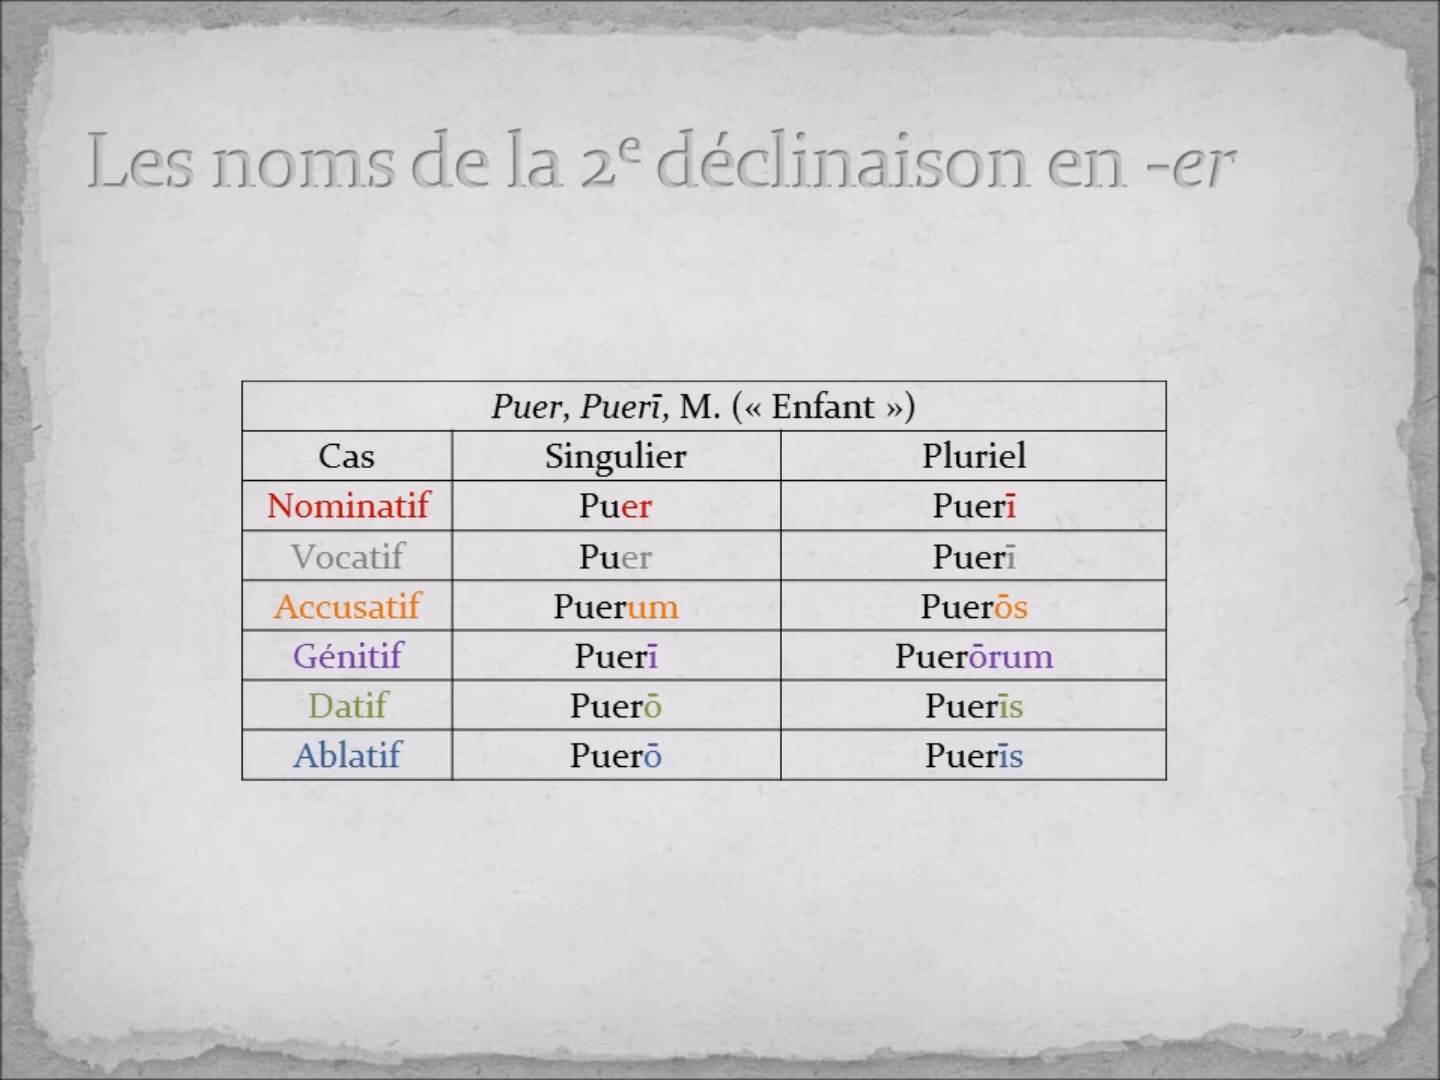 Les noms de la 2e déclinaison en -er
Puer, Puerī, M. (« Enfant »)
Cas Singulier Pluriel
Nominatif Puer Puerī
Vocatif Puer Puerī
Accusatif Puerum Puerōs
Génitif Puerī Puerōrum
Datif Puerō Puerīs
Ablatif Puerō Puerīs